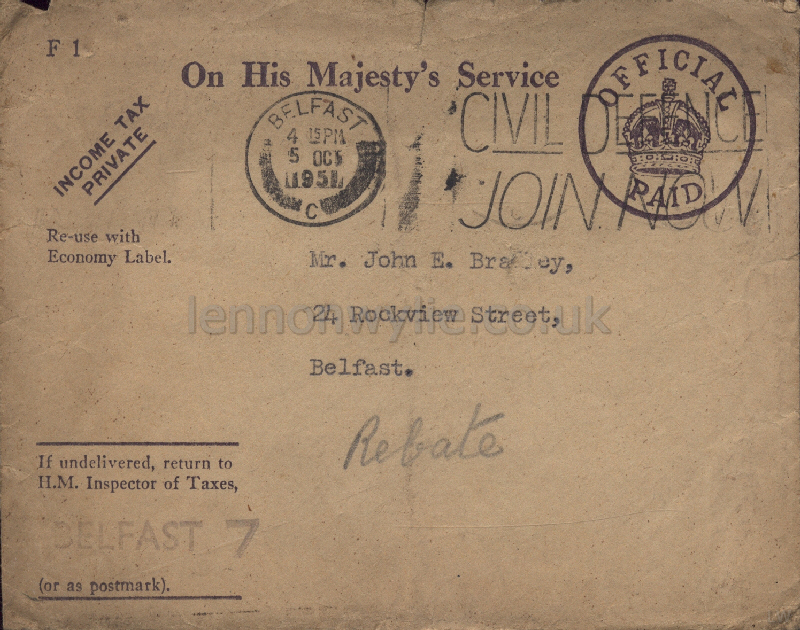 F 1
On His Majesty's Service
OFFICIAL
PAID
INCOME TAX
PRIVATE
BELFAST
4 15 PM
5 OCT
1951
C
CIVIL DEFENCE
JOIN NOW
Re-use with
Economy Label.
Mr. John E.
24 Rockview Street,
Belfast.
lennonwylie.co.uk
Rebate
If undelivered, return to
H.M. Inspector of Taxes,
BELFAST 7
(or as postmark).